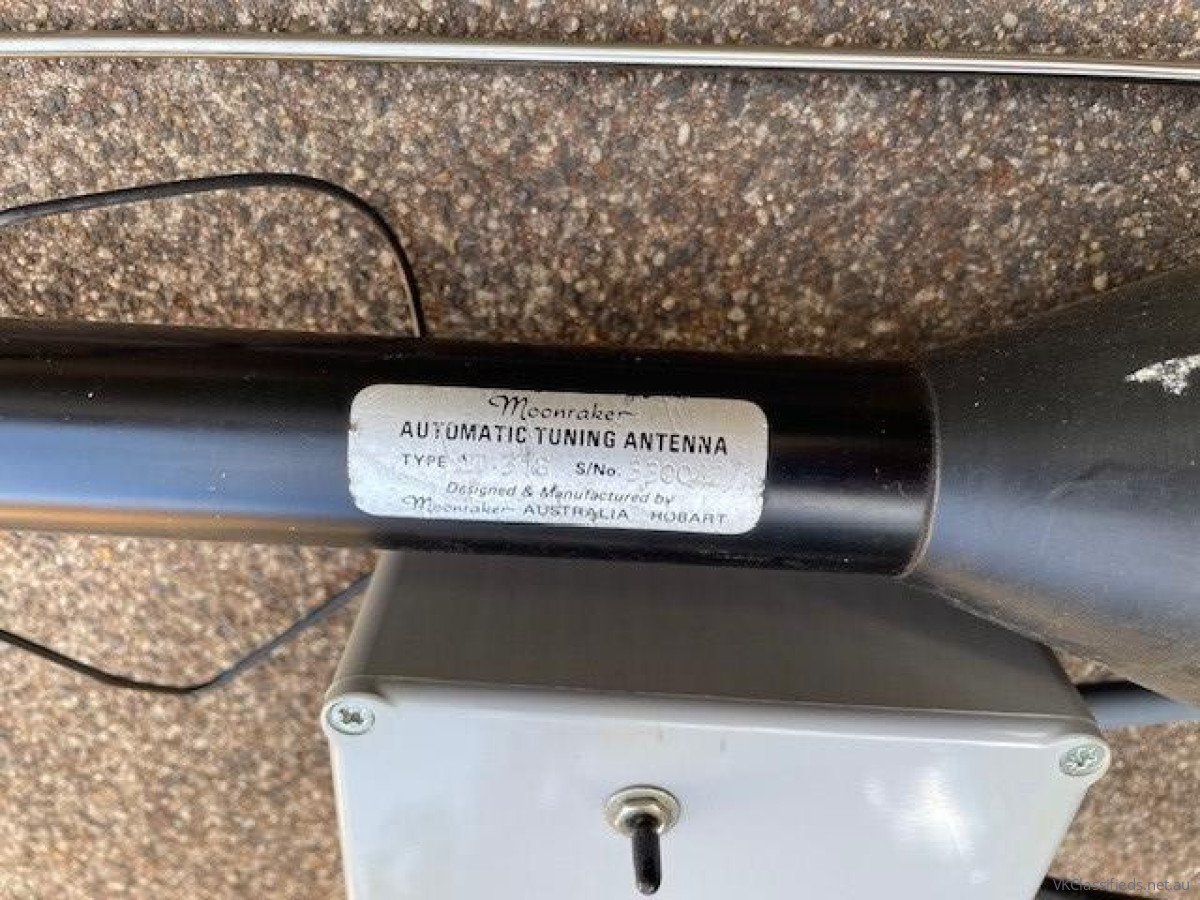 Moonraker
AUTOMATIC TUNING ANTENNA
TYPE S/No.
Designed & Manufactured by
Moonraker AUSTRALIA HOBART
VKClassifieds.net.au